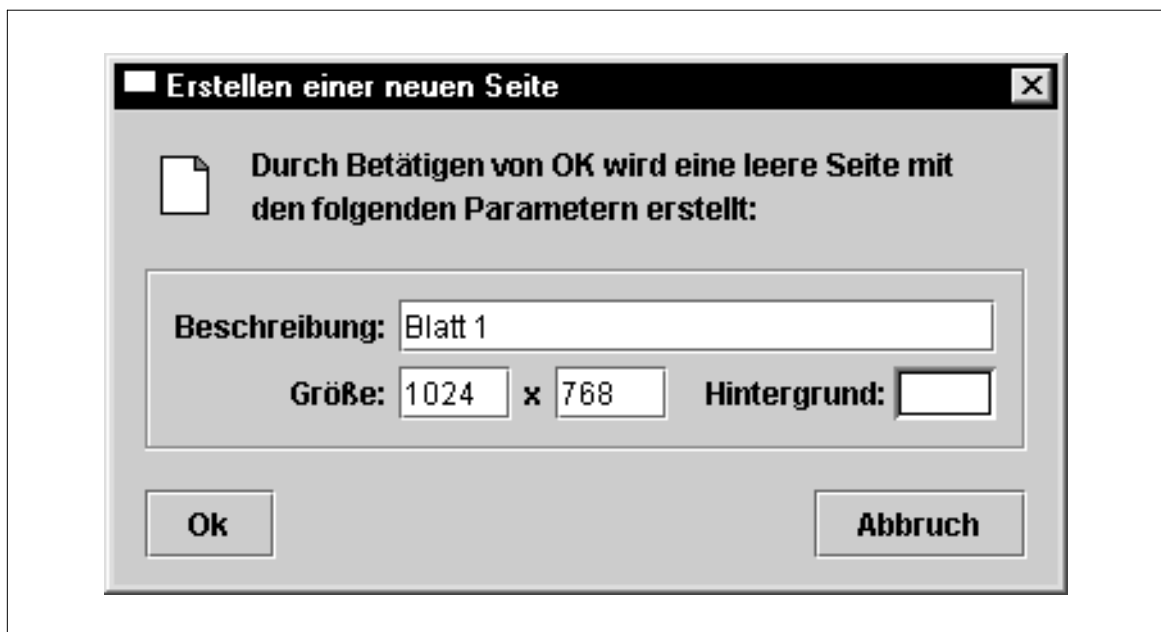 Erstellen einer neuen Seite
Durch Betätigen von OK wird eine leere Seite mit
den folgenden Parametern erstellt:
Beschreibung: Blatt 1
Größe: 1024 x 768 Hintergrund:
Ok Abbruch